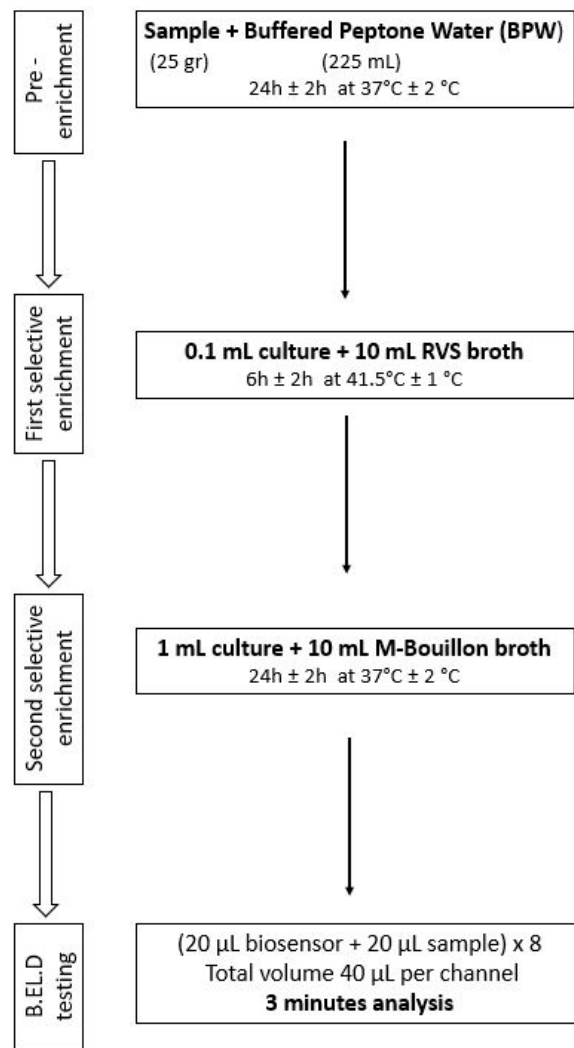 Pre -
enrichment
Sample + Buffered Peptone Water (BPW)
(25 gr) (225 mL)
24h ± 2h at 37°C ± 2 °C
First selective
enrichment
0.1 mL culture + 10 mL RVS broth
6h ± 2h at 41.5°C ± 1 °C
Second selective
enrichment
1 mL culture + 10 mL M-Bouillon broth
24h ± 2h at 37°C ± 2 °C
B.EL.D
testing
(20 µL biosensor + 20 µL sample) x 8
Total volume 40 µL per channel
3 minutes analysis